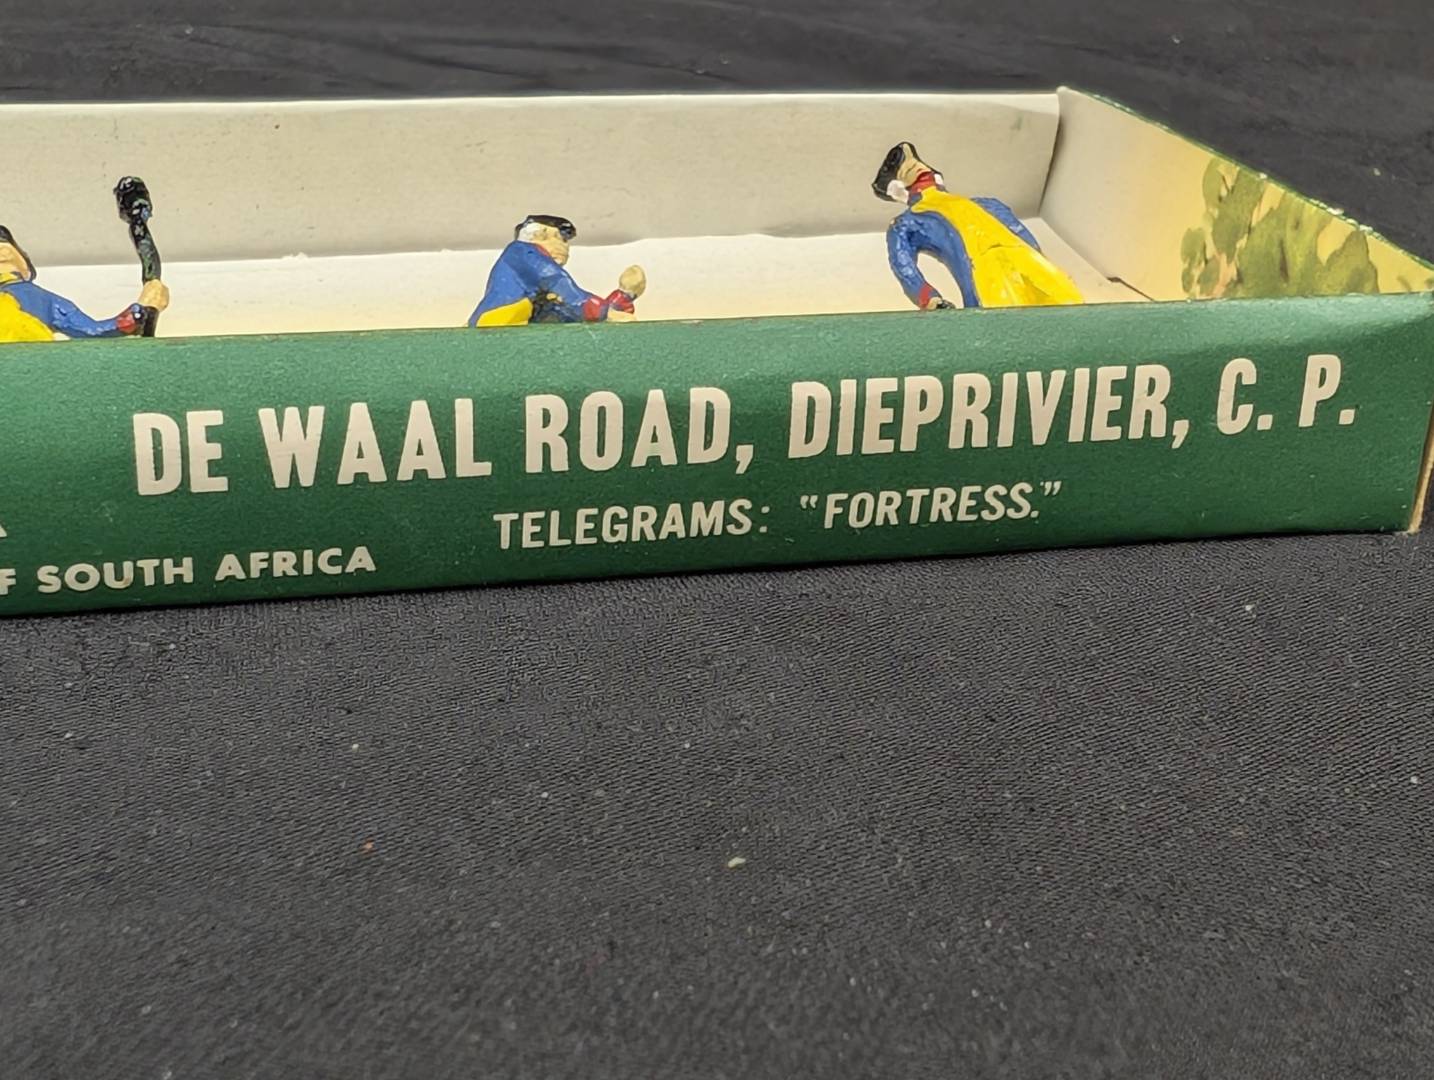 DE WAAL ROAD, DIEPRIVIER, C. P.
TELEGRAMS: "FORTRESS."
SOUTH AFRICA